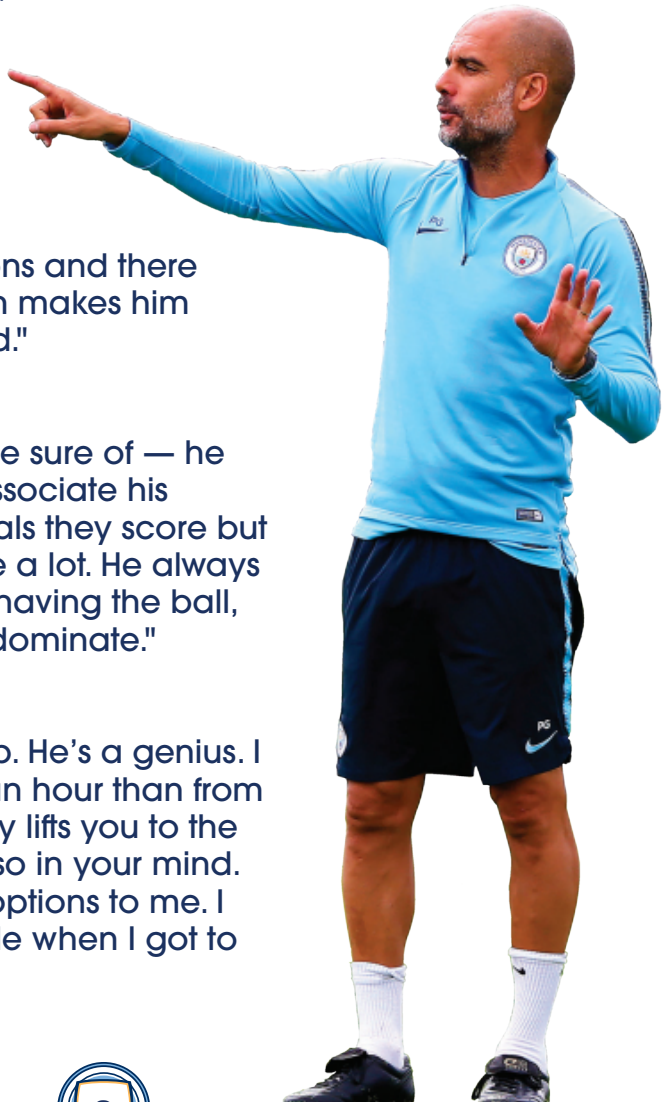 ns and there
makes him
d."
e sure of — he
ssociate his
als they score but
e a lot. He always
having the ball,
dominate."
o. He’s a genius. I
n hour than from
y lifts you to the
so in your mind.
options to me. I
le when I got to
PG
PG